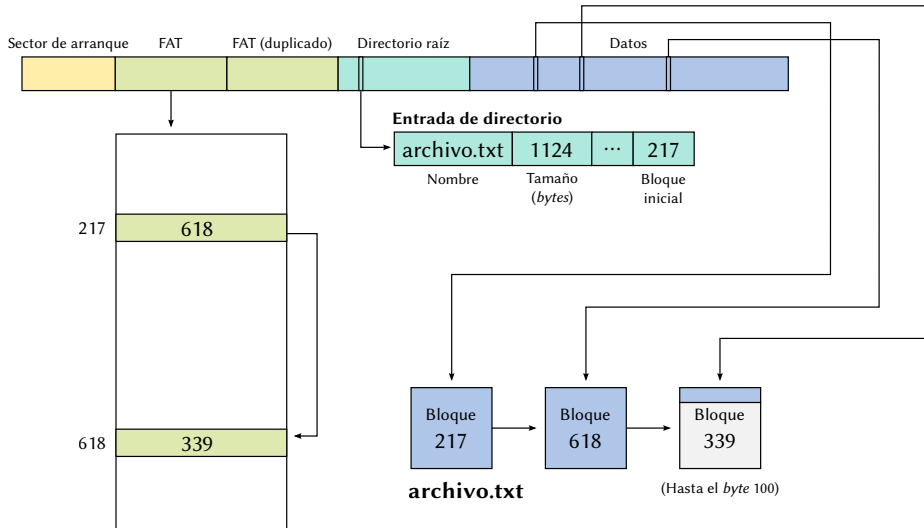 Sector de arranque
FAT
FAT (duplicado)
Directorio raíz
Datos
Entrada de directorio
archivo.txt
1124
...
217
Nombre
Tamaño
(bytes)
Bloque
inicial
217
618
618
339
Bloque
217
Bloque
618
Bloque
339
archivo.txt
(Hasta el byte 100)